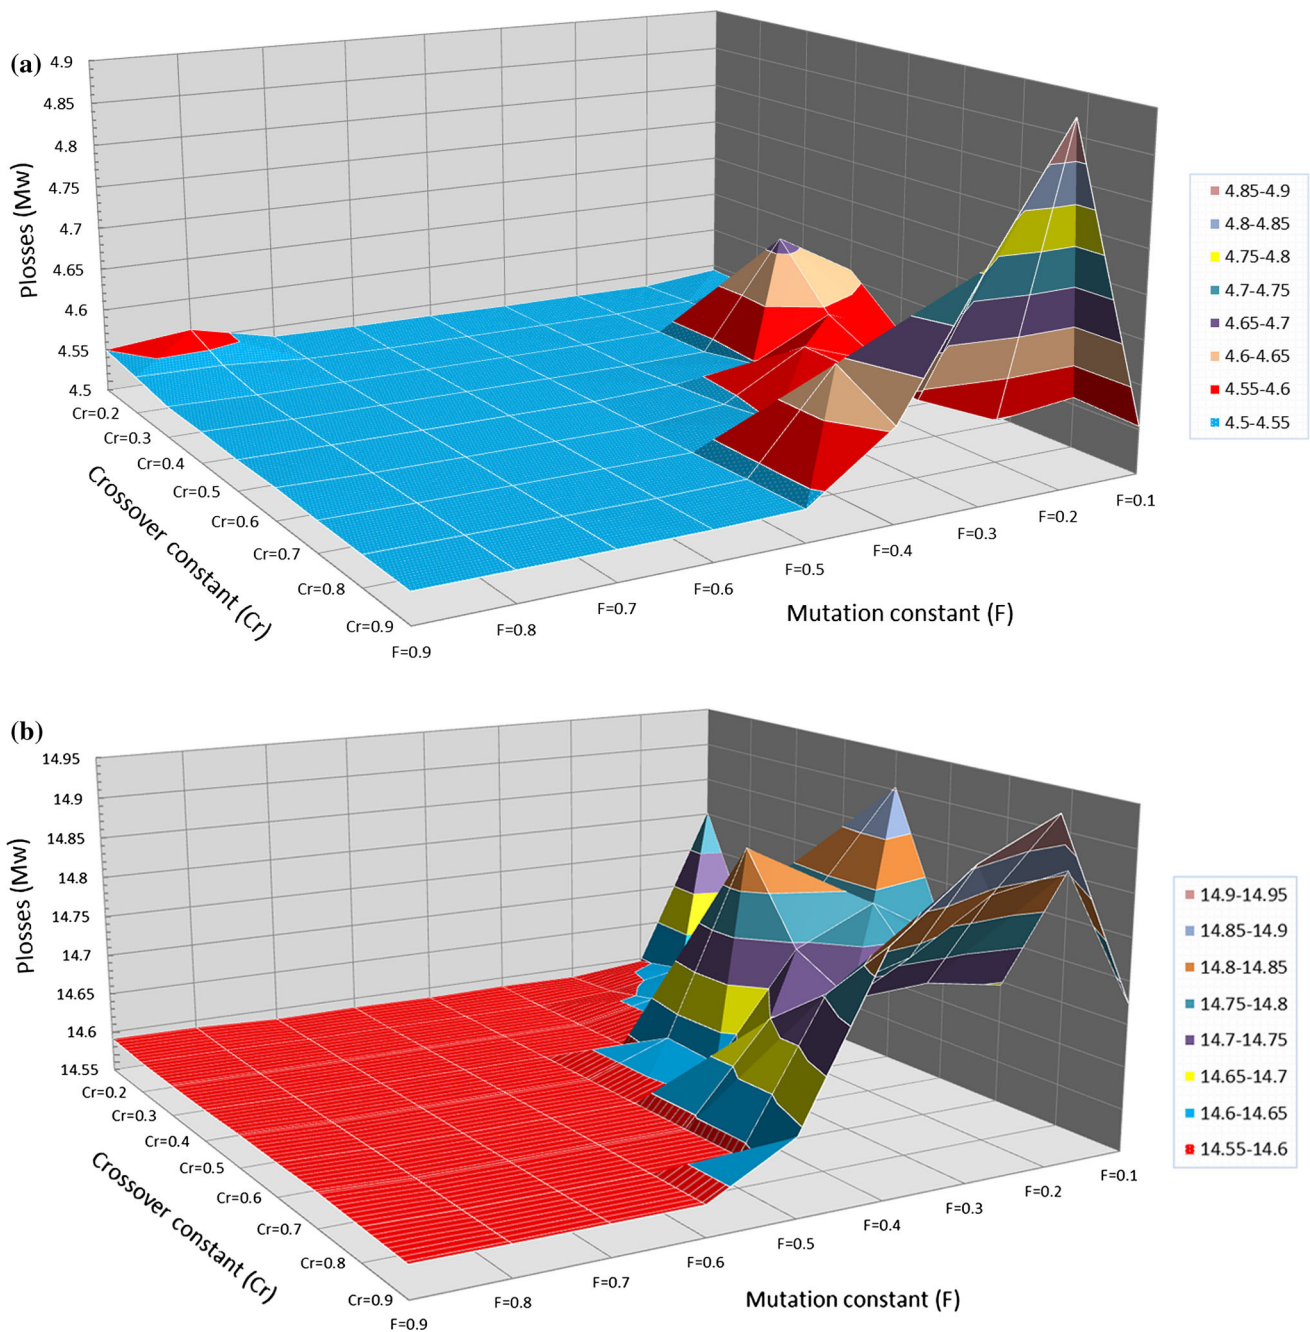 (a)
4.9
4.85
4.8
4.75
4.7
4.65
4.6
4.55
4.5
Plosses (Mw)
Cr=0.2
Cr=0.3
Cr=0.4
Cr=0.5
Cr=0.6
Cr=0.7
Cr=0.8
Cr=0.9
Crossover constant (Cr)
F=0.9
F=0.8
F=0.7
F=0.6
F=0.5
F=0.4
F=0.3
F=0.2
F=0.1
Mutation constant (F)
4.85-4.9
4.8-4.85
4.75-4.8
4.7-4.75
4.65-4.7
4.6-4.65
4.55-4.6
4.5-4.55
(b)
14.95
14.9
14.85
14.8
14.75
14.7
14.65
14.6
14.55
Plosses (Mw)
Cr=0.2
Cr=0.3
Cr=0.4
Cr=0.5
Cr=0.6
Cr=0.7
Cr=0.8
Cr=0.9
Crossover constant (Cr)
F=0.9
F=0.8
F=0.7
F=0.6
F=0.5
F=0.4
F=0.3
F=0.2
F=0.1
Mutation constant (F)
14.9-14.95
14.85-14.9
14.8-14.85
14.75-14.8
14.7-14.75
14.65-14.7
14.6-14.65
14.55-14.6